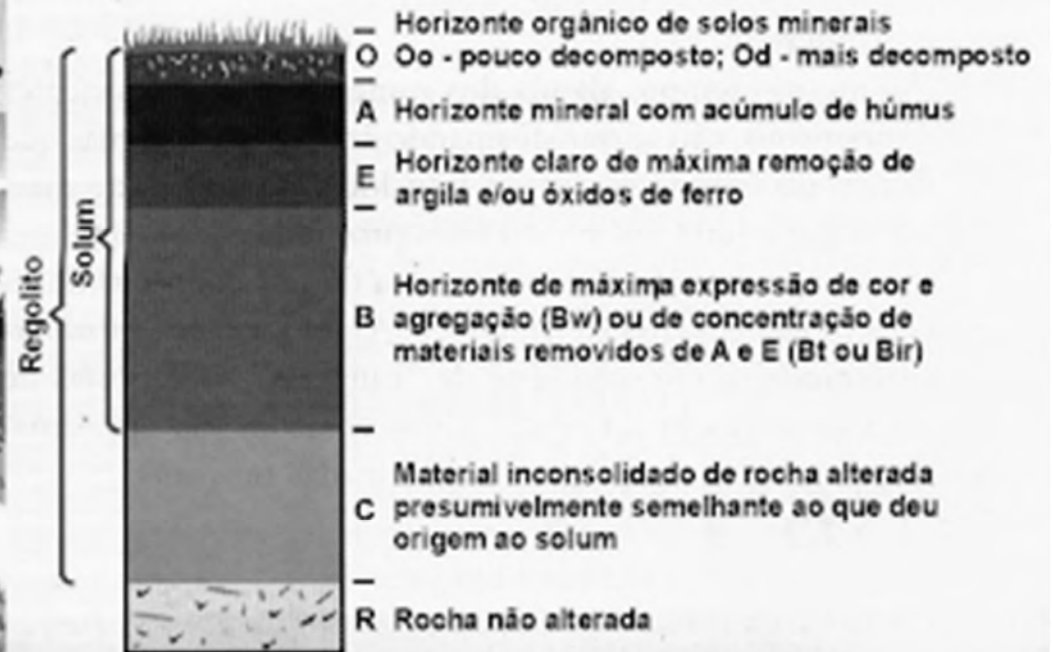 Horizonte orgânico de solos minerais
O Oo - pouco decomposto; Od - mais decomposto
A Horizonte mineral com acúmulo de húmus
E Horizonte claro de máxima remoção de
argila e/ou óxidos de ferro
Horizonte de máxima expressão de cor e
B agregação (Bw) ou de concentração de
materiais removidos de A e E (Bt ou Bir)
Material inconsolidado de rocha alterada
C presumivelmente semelhante ao que deu
origem ao solum
R Rocha não alterada
Solum
Regolito